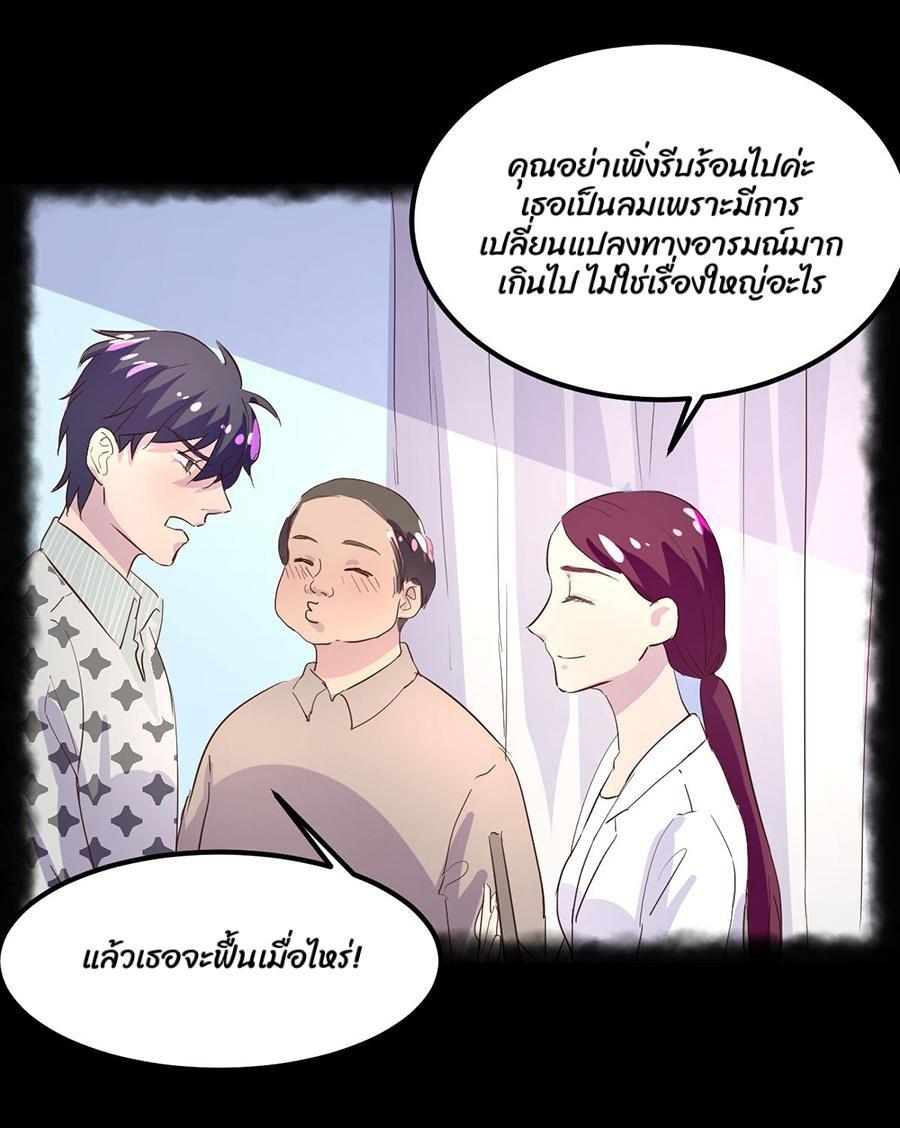 คุณอย่าเพิ่งรีบร้อนไปค่ะ
เธอเป็นลมเพราะมีการ
เปลี่ยนแปลงทางอารมณ์มาก
เกินไป ไม่ใช่เรื่องใหญ่อะไร
แล้วเธอจะฟื้นเมื่อไหร่!